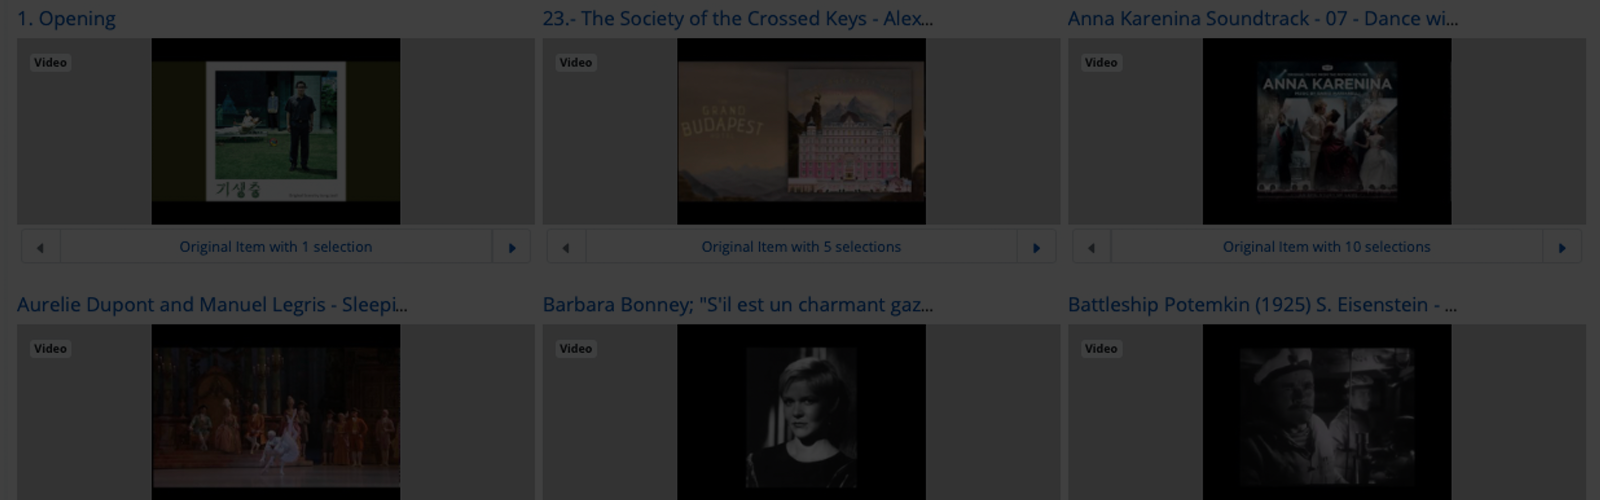 1. Opening
23.- The Society of the Crossed Keys - Alex...
Anna Karenina Soundtrack - 07 - Dance wi...
Video
Video
Video
기생충
GRAND
BUDAPEST
ANNA KARENINA
Original Item with 1 selection
Original Item with 5 selections
Original Item with 10 selections
Aurelie Dupont and Manuel Legris - Sleepi...
Barbara Bonney; "S'il est un charmant gaz...
Battleship Potemkin (1925) S. Eisenstein - ...
Video
Video
Video